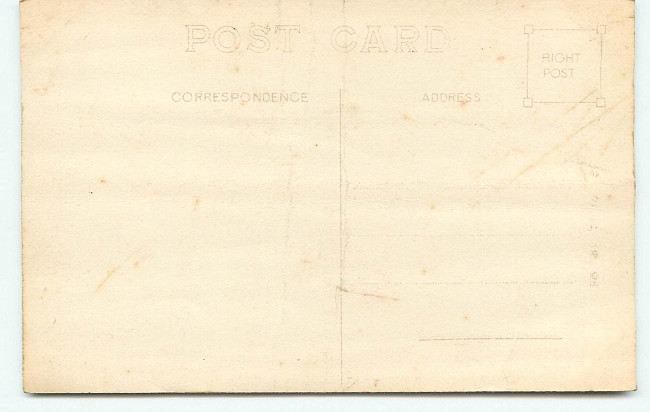 POST CARD
RIGHT
POST
CORRESPONDENCE
ADDRESS